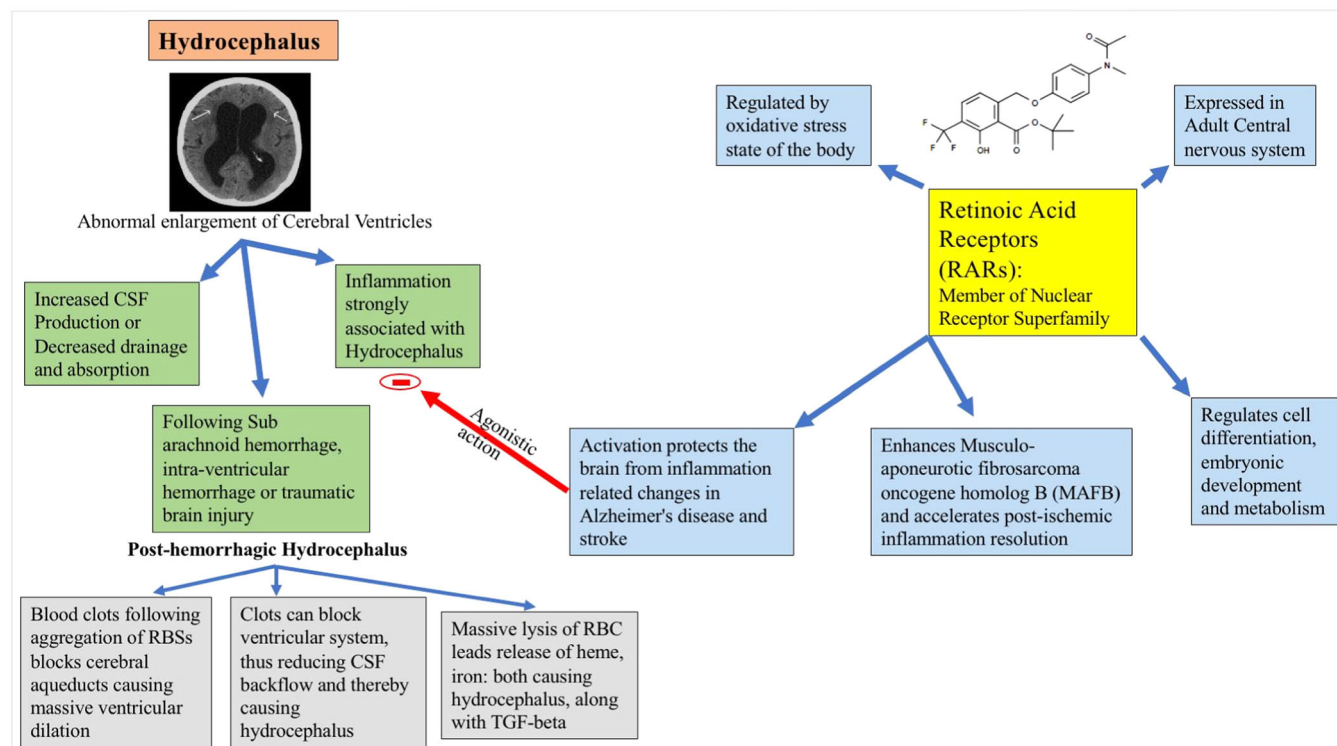 Hydrocephalus
Abnormal enlargement of Cerebral Ventricles
Increased CSF
Production or
Decreased drainage
and absorption
Inflammation
strongly
associated with
Hydrocephalus
Following Sub
arachnoid hemorrhage,
intra-ventricular
hemorrhage or traumatic
brain injury
Post-hemorrhagic Hydrocephalus
Blood clots following
aggregation of RBSs
blocks cerebral
aqueducts causing
massive ventricular
dilation
Clots can block
ventricular system,
thus reducing CSF
backflow and thereby
causing
hydrocephalus
Massive lysis of RBC
leads release of heme,
iron: both causing
hydrocephalus, along
with TGF-beta
Agonistic
action
Regulated by
oxidative stress
state of the body
O
N
O
F
F
F
OH
O
O
Expressed in
Adult Central
nervous system
Retinoic Acid
Receptors
(RARs):
Member of Nuclear
Receptor Superfamily
Activation protects the
brain from inflammation
related changes in
Alzheimer's disease and
stroke
Enhances Musculo-
aponeurotic fibrosarcoma
oncogene homolog B (MAFB)
and accelerates post-ischemic
inflammation resolution
Regulates cell
differentiation,
embryonic
development
and metabolism